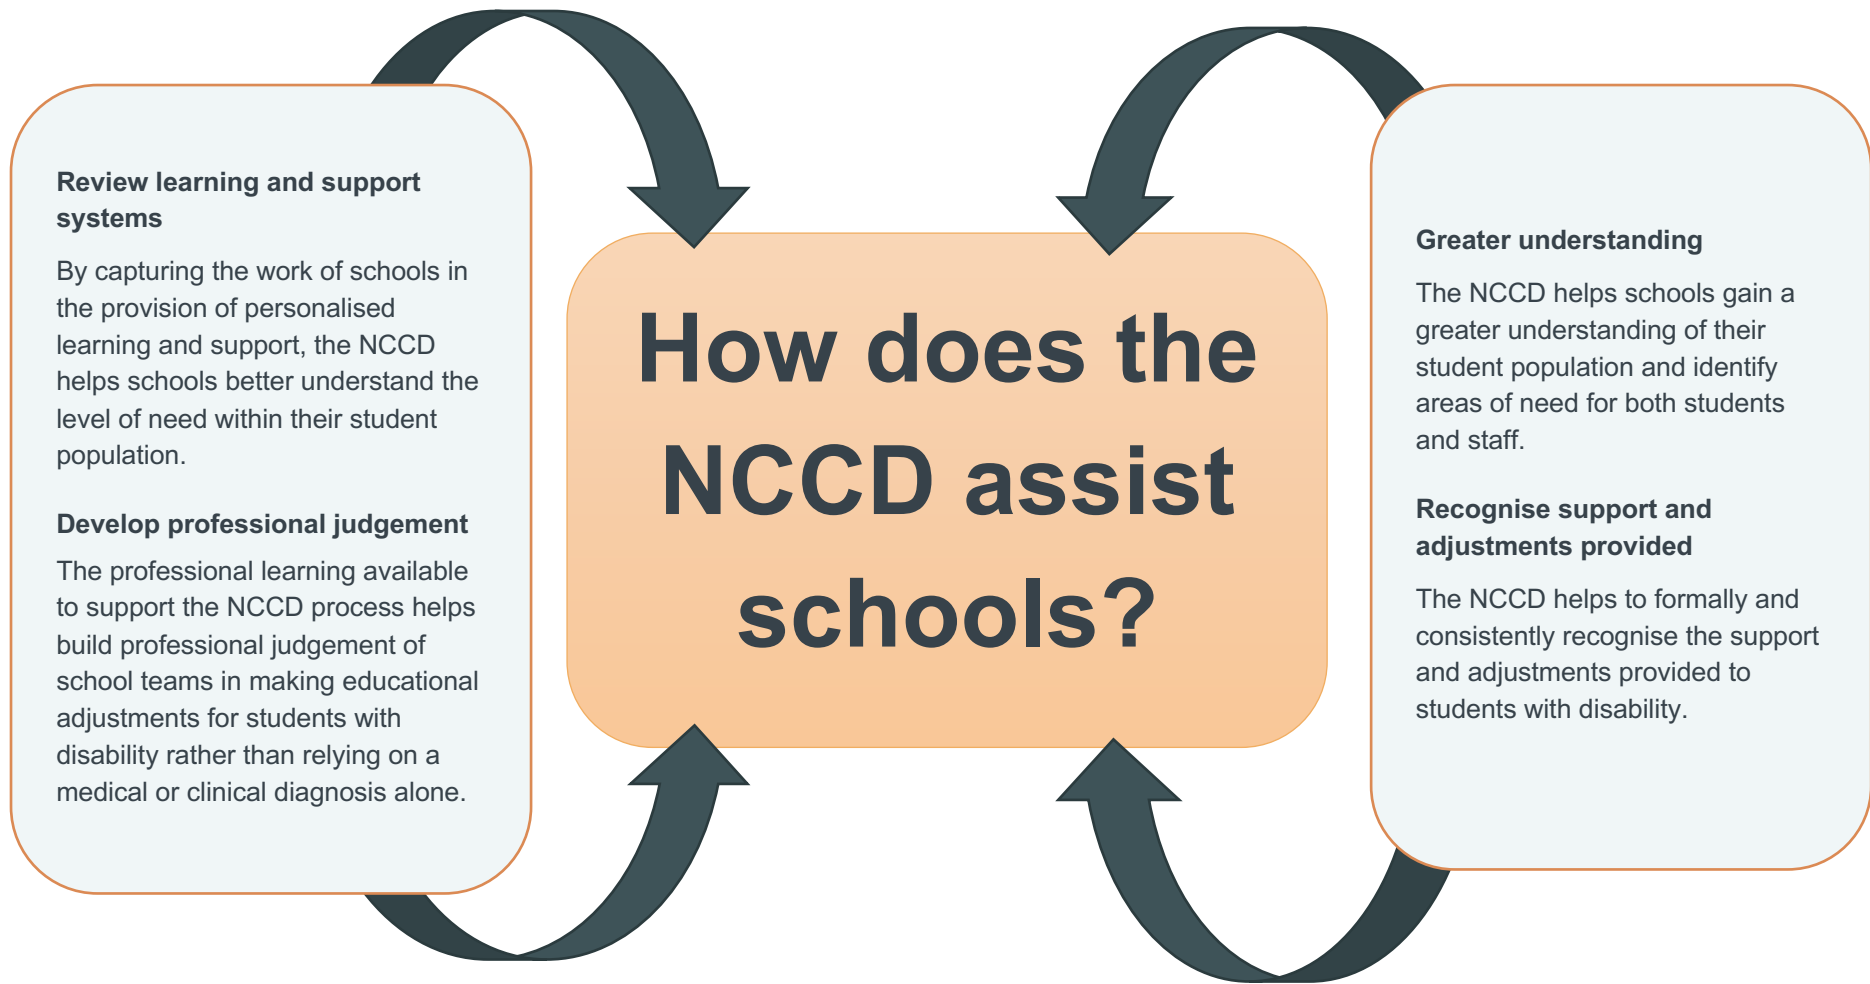 Review learning and support
systems
By capturing the work of schools in
the provision of personalised
learning and support, the NCCD
helps schools better understand the
level of need within their student
population.
Develop professional judgement
The professional learning available
to support the NCCD process helps
build professional judgement of
school teams in making educational
adjustments for students with
disability rather than relying on a
medical or clinical diagnosis alone.
How does the
NCCD assist
schools?
Greater understanding
The NCCD helps schools gain a
greater understanding of their
student population and identify
areas of need for both students
and staff.
Recognise support and
adjustments provided
The NCCD helps to formally and
consistently recognise the support
and adjustments provided to
students with disability.